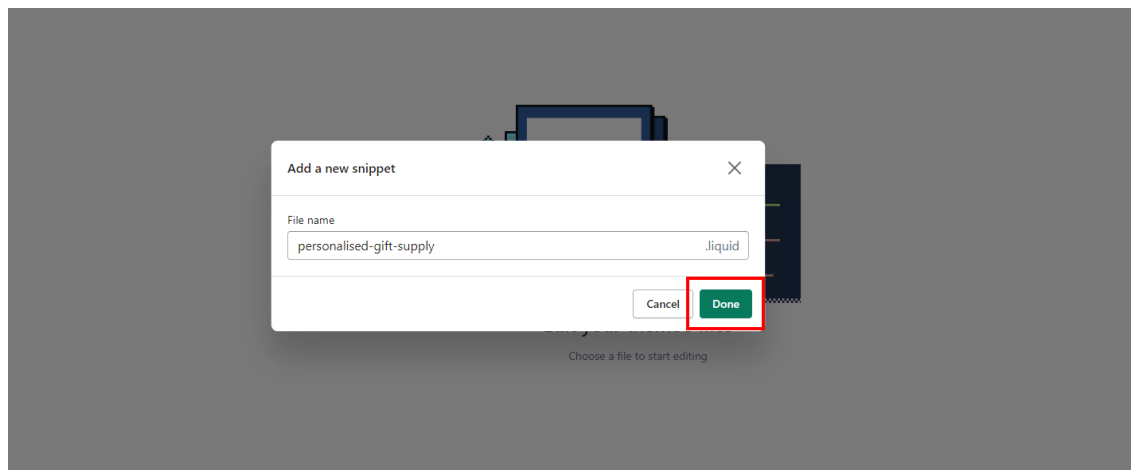 Add a new snippet
File name
personalised-gift-supply .liquid
Cancel Done
Choose a file to start editing